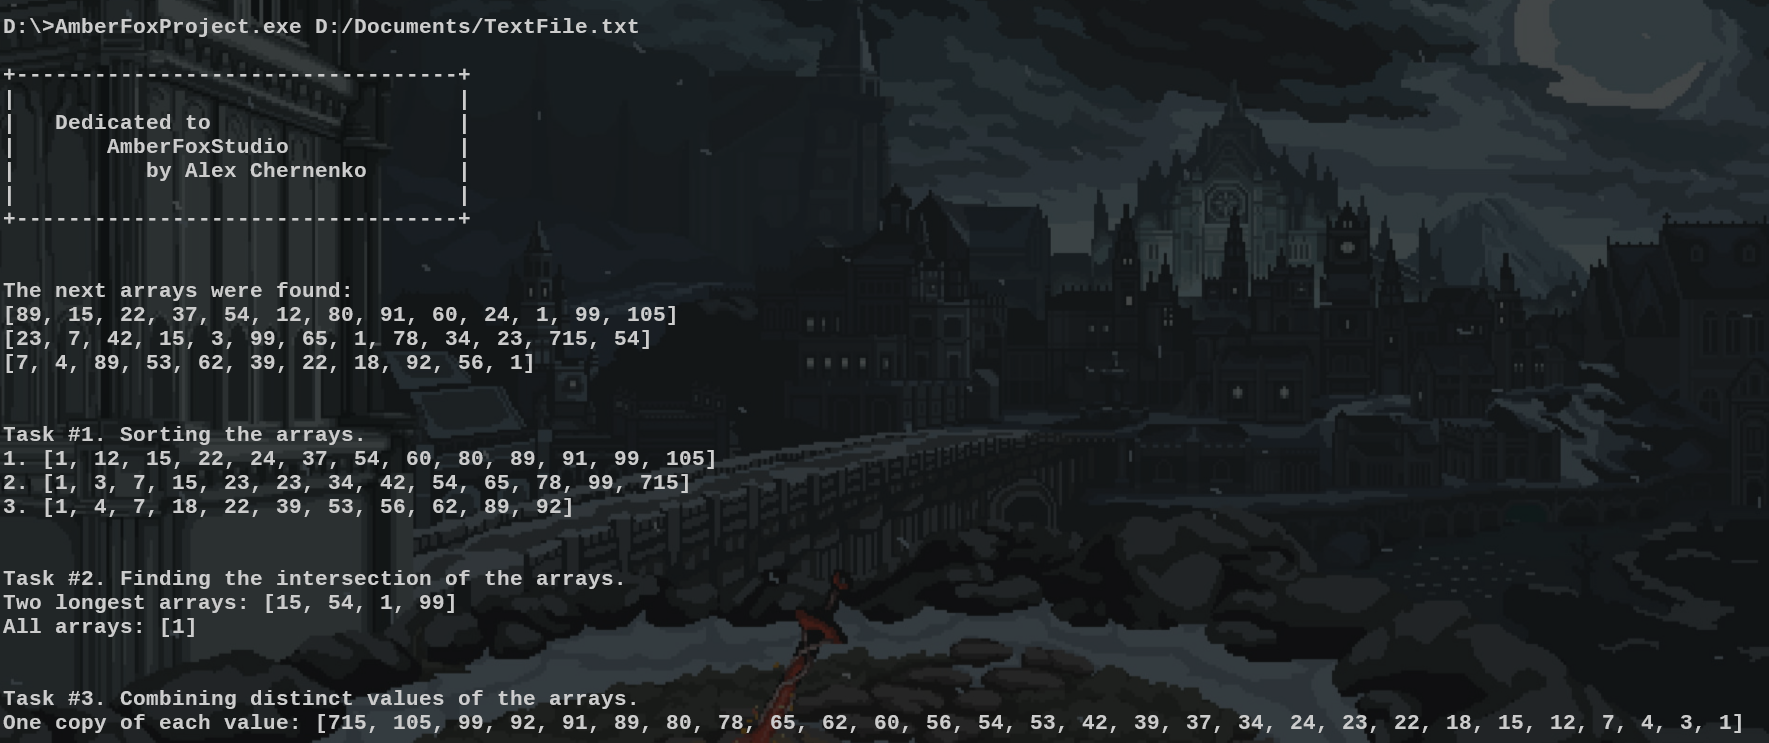 D:\>AmberFoxProject.exe D:/Documents/TextFile.txt
+----------------------------------+
|                                  |
|   Dedicated to                   |
|       AmberFoxStudio             |
|          by Alex Chernenko       |
|                                  |
+----------------------------------+
The next arrays were found:
[89, 15, 22, 37, 54, 12, 80, 91, 60, 24, 1, 99, 105]
[23, 7, 42, 15, 3, 99, 65, 1, 78, 34, 23, 715, 54]
[7, 4, 89, 53, 62, 39, 22, 18, 92, 56, 1]
Task #1. Sorting the arrays.
1. [1, 12, 15, 22, 24, 37, 54, 60, 80, 89, 91, 99, 105]
2. [1, 3, 7, 15, 23, 23, 34, 42, 54, 65, 78, 99, 715]
3. [1, 4, 7, 18, 22, 39, 53, 56, 62, 89, 92]
Task #2. Finding the intersection of the arrays.
Two longest arrays: [15, 54, 1, 99]
All arrays: [1]
Task #3. Combining distinct values of the arrays.
One copy of each value: [715, 105, 99, 92, 91, 89, 80, 78, 65, 62, 60, 56, 54, 53, 42, 39, 37, 34, 24, 23, 22, 18, 15, 12, 7, 4, 3, 1]